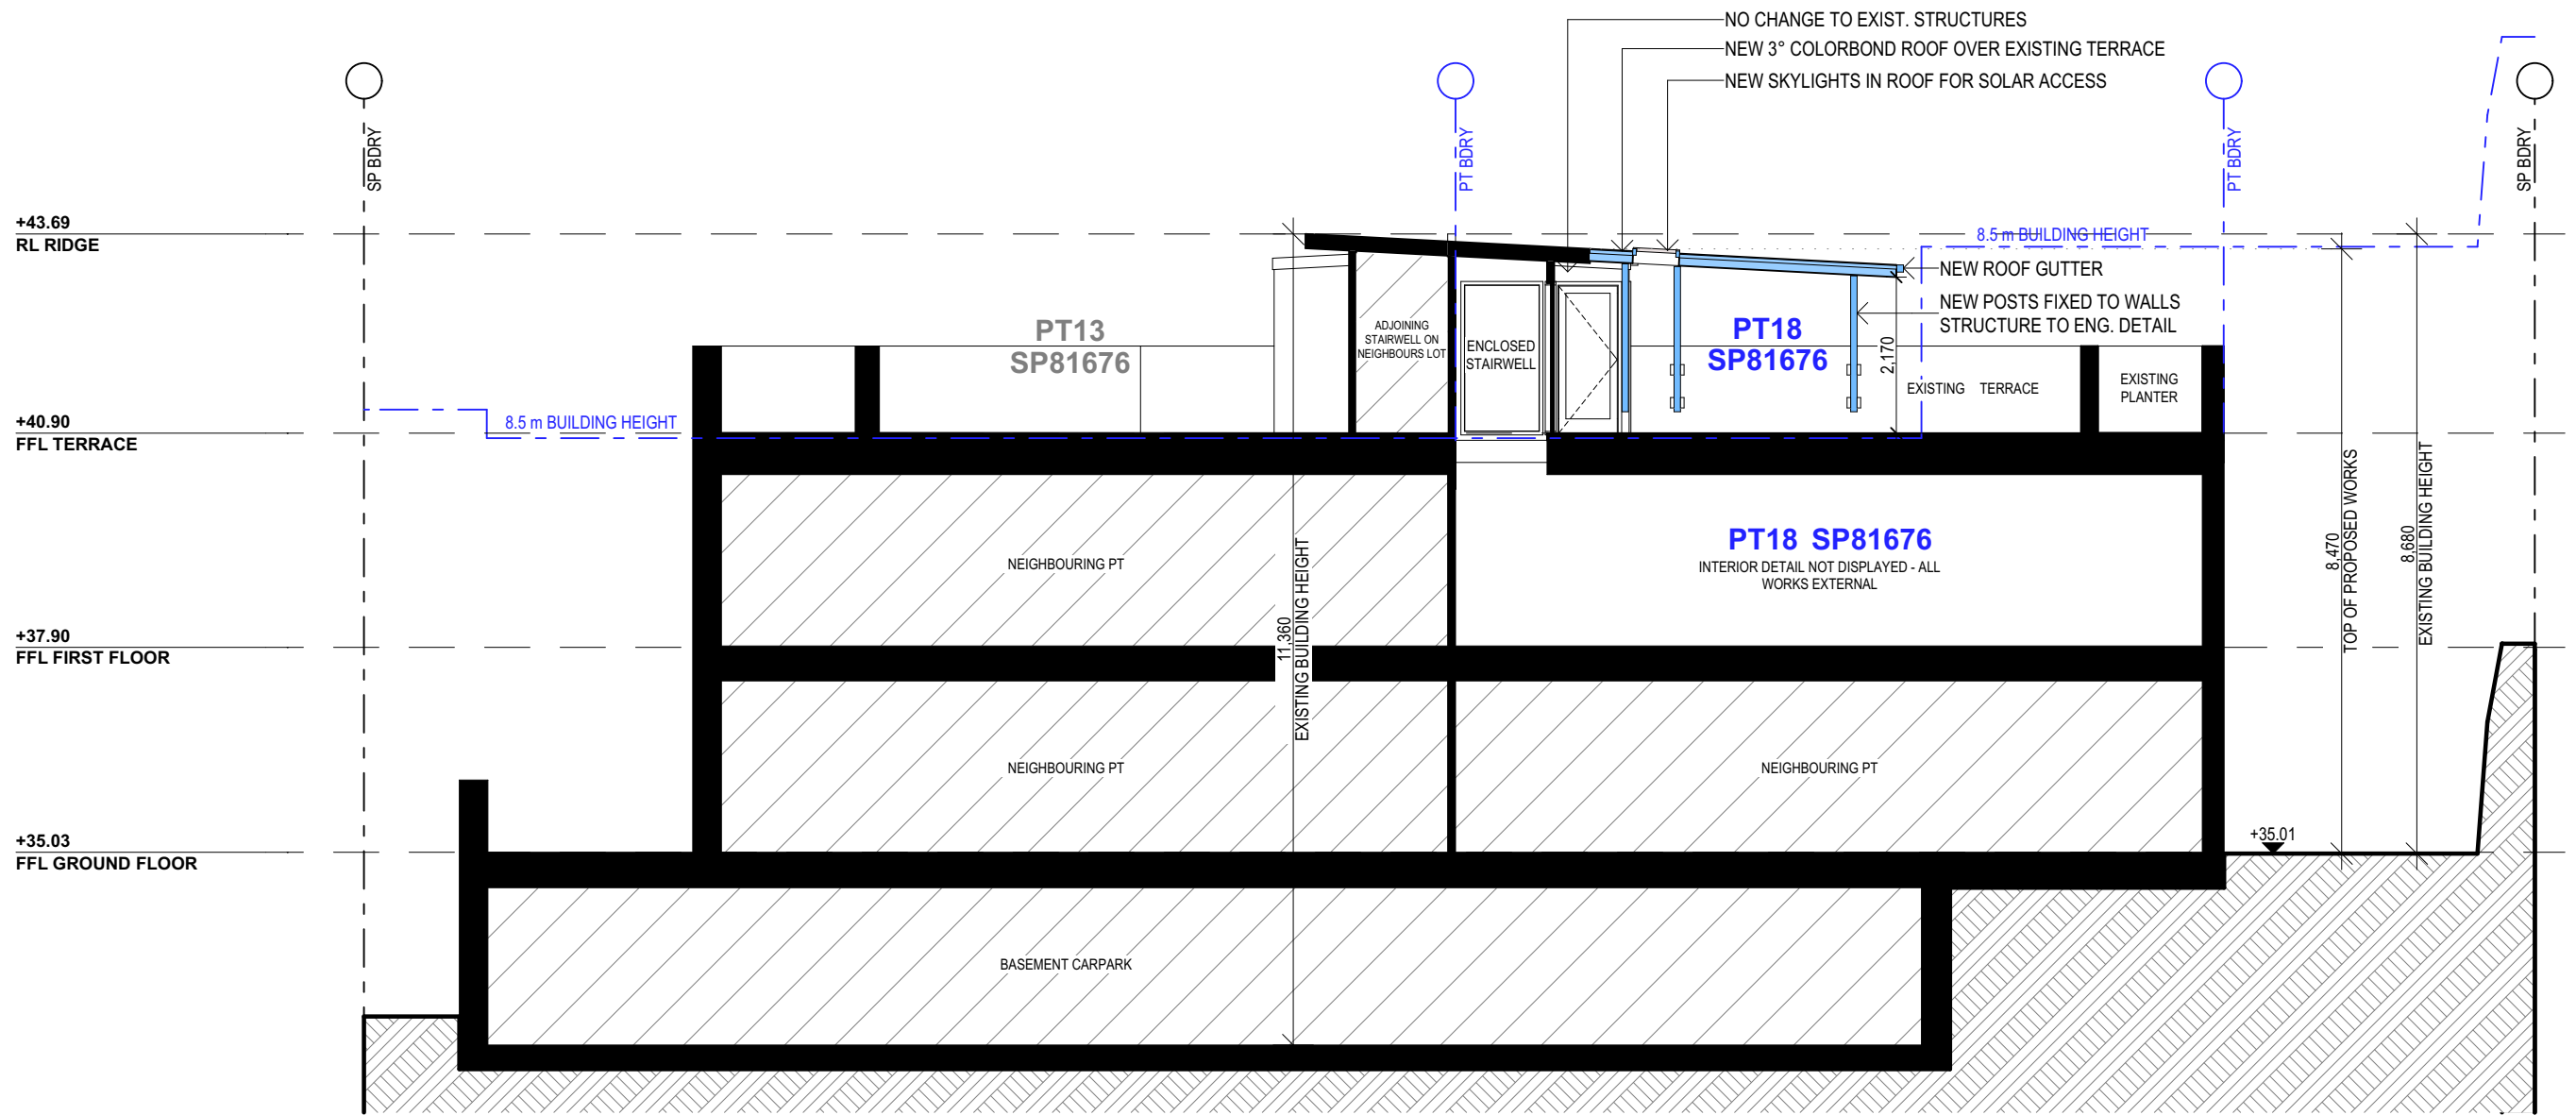 NO CHANGE TO EXIST. STRUCTURES
NEW 3° COLORBOND ROOF OVER EXISTING TERRACE
NEW SKYLIGHTS IN ROOF FOR SOLAR ACCESS
SP BDRY
PT BDRY
PT BDRY
SP BDRY
+43.69
RL RIDGE
8.5 m BUILDING HEIGHT
NEW ROOF GUTTER
NEW POSTS FIXED TO WALLS
STRUCTURE TO ENG. DETAIL
PT13
SP81676
ADJOINING
STAIRWELL ON
NEIGHBOURS LOT
ENCLOSED
STAIRWELL
PT18
SP81676
2,170
EXISTING TERRACE
EXISTING
PLANTER
+40.90
FFL TERRACE
8.5 m BUILDING HEIGHT
8,470
TOP OF PROPOSED WORKS
8,680
EXISTING BUILDING HEIGHT
NEIGHBOURING PT
11,360
EXISTING BUILDING HEIGHT
PT18 SP81676
INTERIOR DETAIL NOT DISPLAYED - ALL
WORKS EXTERNAL
+37.90
FFL FIRST FLOOR
NEIGHBOURING PT
NEIGHBOURING PT
+35.03
FFL GROUND FLOOR
+35.01
BASEMENT CARPARK